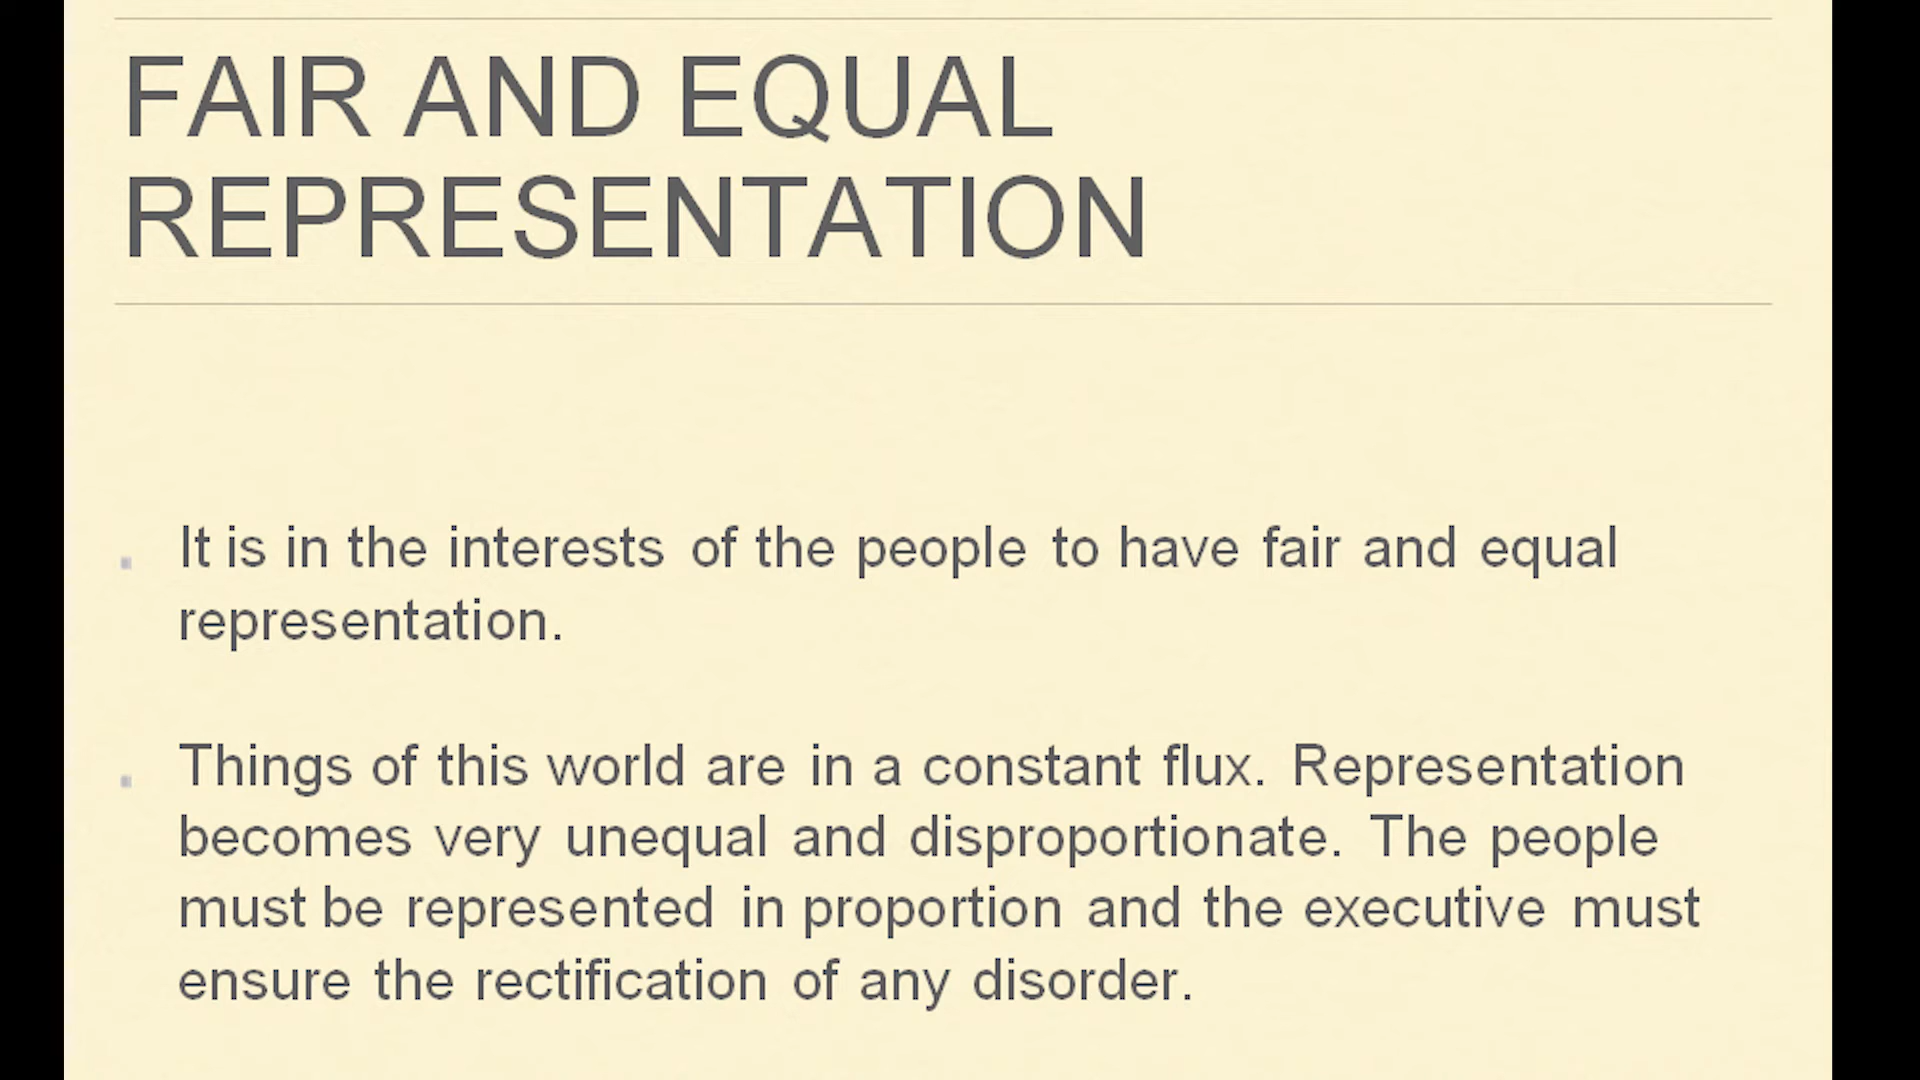 FAIR AND EQUAL
REPRESENTATION
It is in the interests of the people to have fair and equal
representation.
Things of this world are in a constant flux. Representation
becomes very unequal and disproportionate. The people
must be represented in proportion and the executive must
ensure the rectification of any disorder.